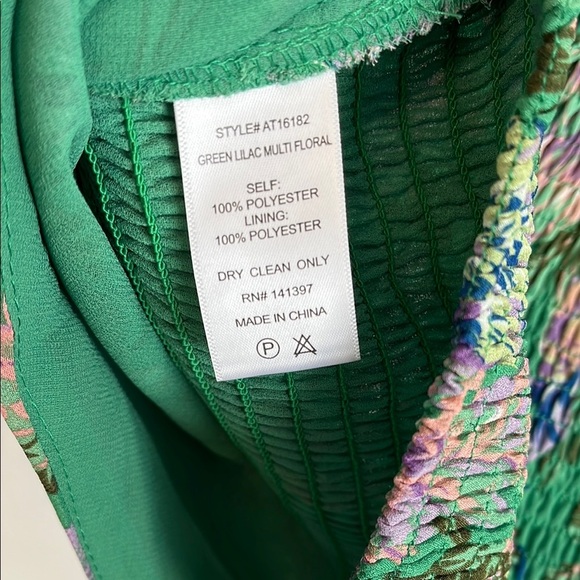 STYLE# AT16182
GREEN LILAC MULTI FLORAL
SELF:
100% POLYESTER
LINING:
100% POLYESTER
DRY CLEAN ONLY
RN# 141397
MADE IN CHINA
P